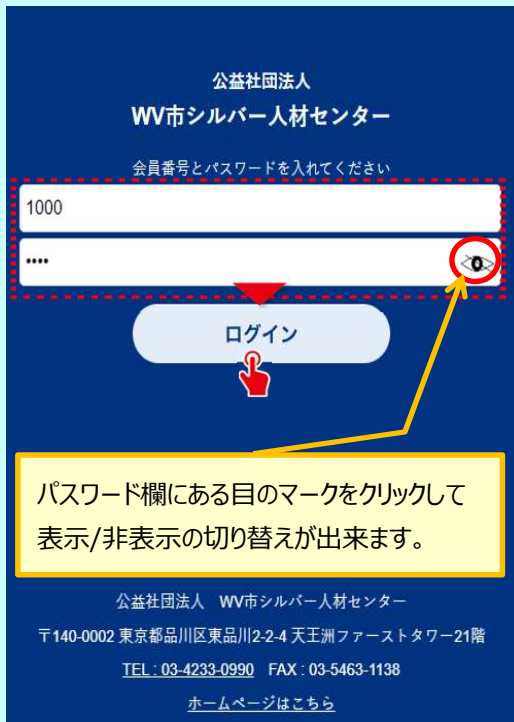 公益社団法人
WV市シルバー人材センター
会員番号とパスワードを入れてください
1000
••••
ログイン
パスワード欄にある目のマークをクリックして
表示/非表示の切り替えが出来ます。
公益社団法人　WV市シルバー人材センター
〒140-0002 東京都品川区東品川2-2-4 天王洲ファーストタワー21階
TEL : 03-4233-0990　FAX : 03-5463-1138
ホームページはこちら